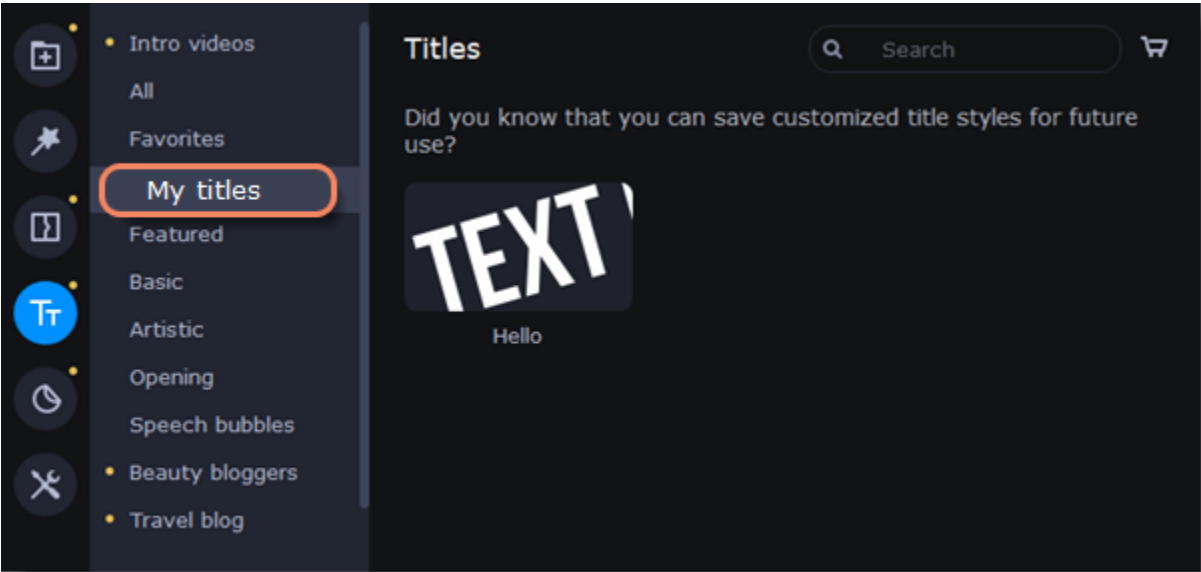 Intro videos
All
Favorites
My titles
Featured
Basic
Artistic
Opening
Speech bubbles
Beauty bloggers
Travel blog
Tт
Titles
Search
Did you know that you can save customized title styles for future
use?
TEXT
Hello